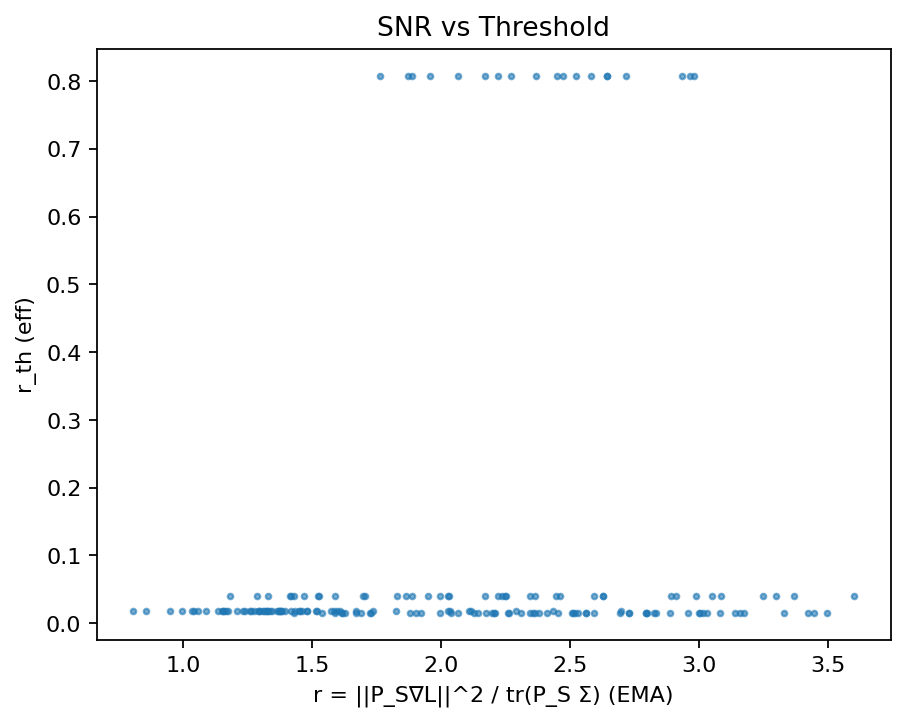 SNR vs Threshold
r_th (eff)
0.8
0.7
0.6
0.5
0.4
0.3
0.2
0.1
0.0
1.0 1.5 2.0 2.5 3.0 3.5
r = ||P_S∇L||^2 / tr(P_S Σ) (EMA)